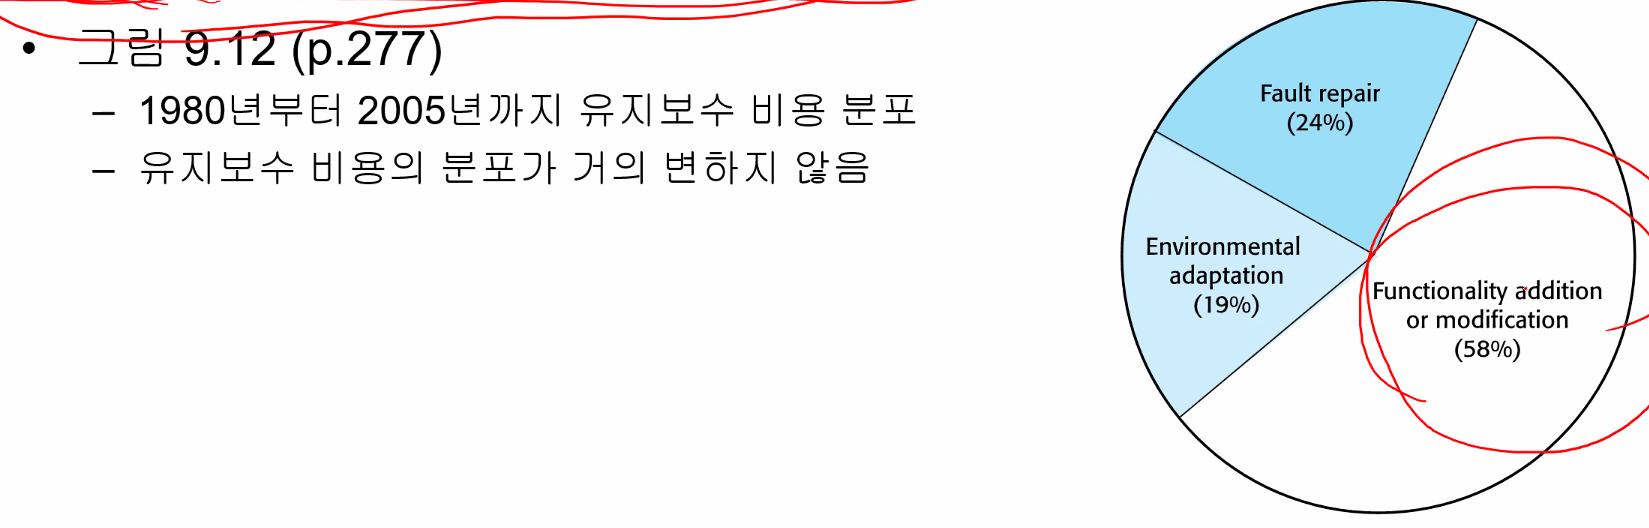 • 그림 9.12 (p.277)
– 1980년부터 2005년까지 유지보수 비용 분포
– 유지보수 비용의 분포가 거의 변하지 않음
Fault repair
(24%)
Environmental
adaptation
(19%)
Functionality addition
or modification
(58%)